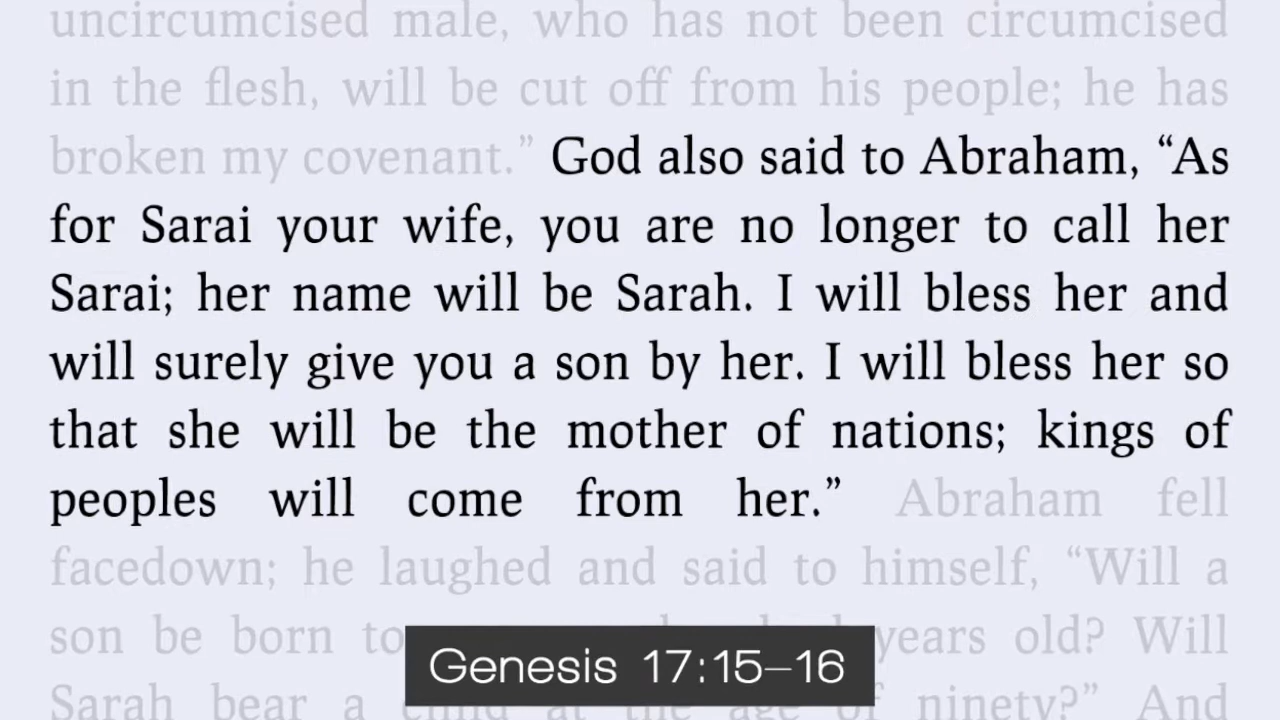 uncircumcised male, who has not been circumcised
in the flesh, will be cut off from his people; he has
broken my covenant.” God also said to Abraham, “As
for Sarai your wife, you are no longer to call her
Sarai; her name will be Sarah. I will bless her and
will surely give you a son by her. I will bless her so
that she will be the mother of nations; kings of
peoples will come from her.” Abraham fell
facedown; he laughed and said to himself, “Will a
son be born to years old? Will
Sarah bear a ninety?” And
Genesis 17:15–16